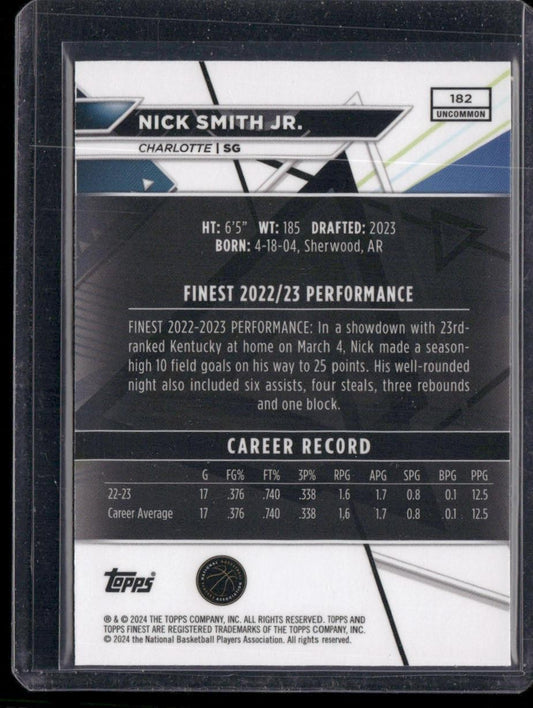 182
UNCOMMON
NICK SMITH JR.
CHARLOTTE | SG
HT: 6'5" WT: 185 DRAFTED: 2023
BORN: 4-18-04, Sherwood, AR
FINEST 2022/23 PERFORMANCE
FINEST 2022-2023 PERFORMANCE: In a showdown with 23rd-
ranked Kentucky at home on March 4, Nick made a season-
high 10 field goals on his way to 25 points. His well-rounded
night also included six assists, four steals, three rebounds
and one block.
CAREER RECORD
G FG% FT% 3P% RPG APG SPG BPG PPG
22-23 17 .376 .740 .338 1.6 1.7 0.8 0.1 12.5
Career Average 17 .376 .740 .338 1.6 1.7 0.8 0.1 12.5
Topps
® & © 2024 THE TOPPS COMPANY, INC. ALL RIGHTS RESERVED. TOPPS AND
TOPPS FINEST ARE REGISTERED TRADEMARKS OF THE TOPPS COMPANY, INC.
© 2024 the National Basketball Players Association. All rights reserved.